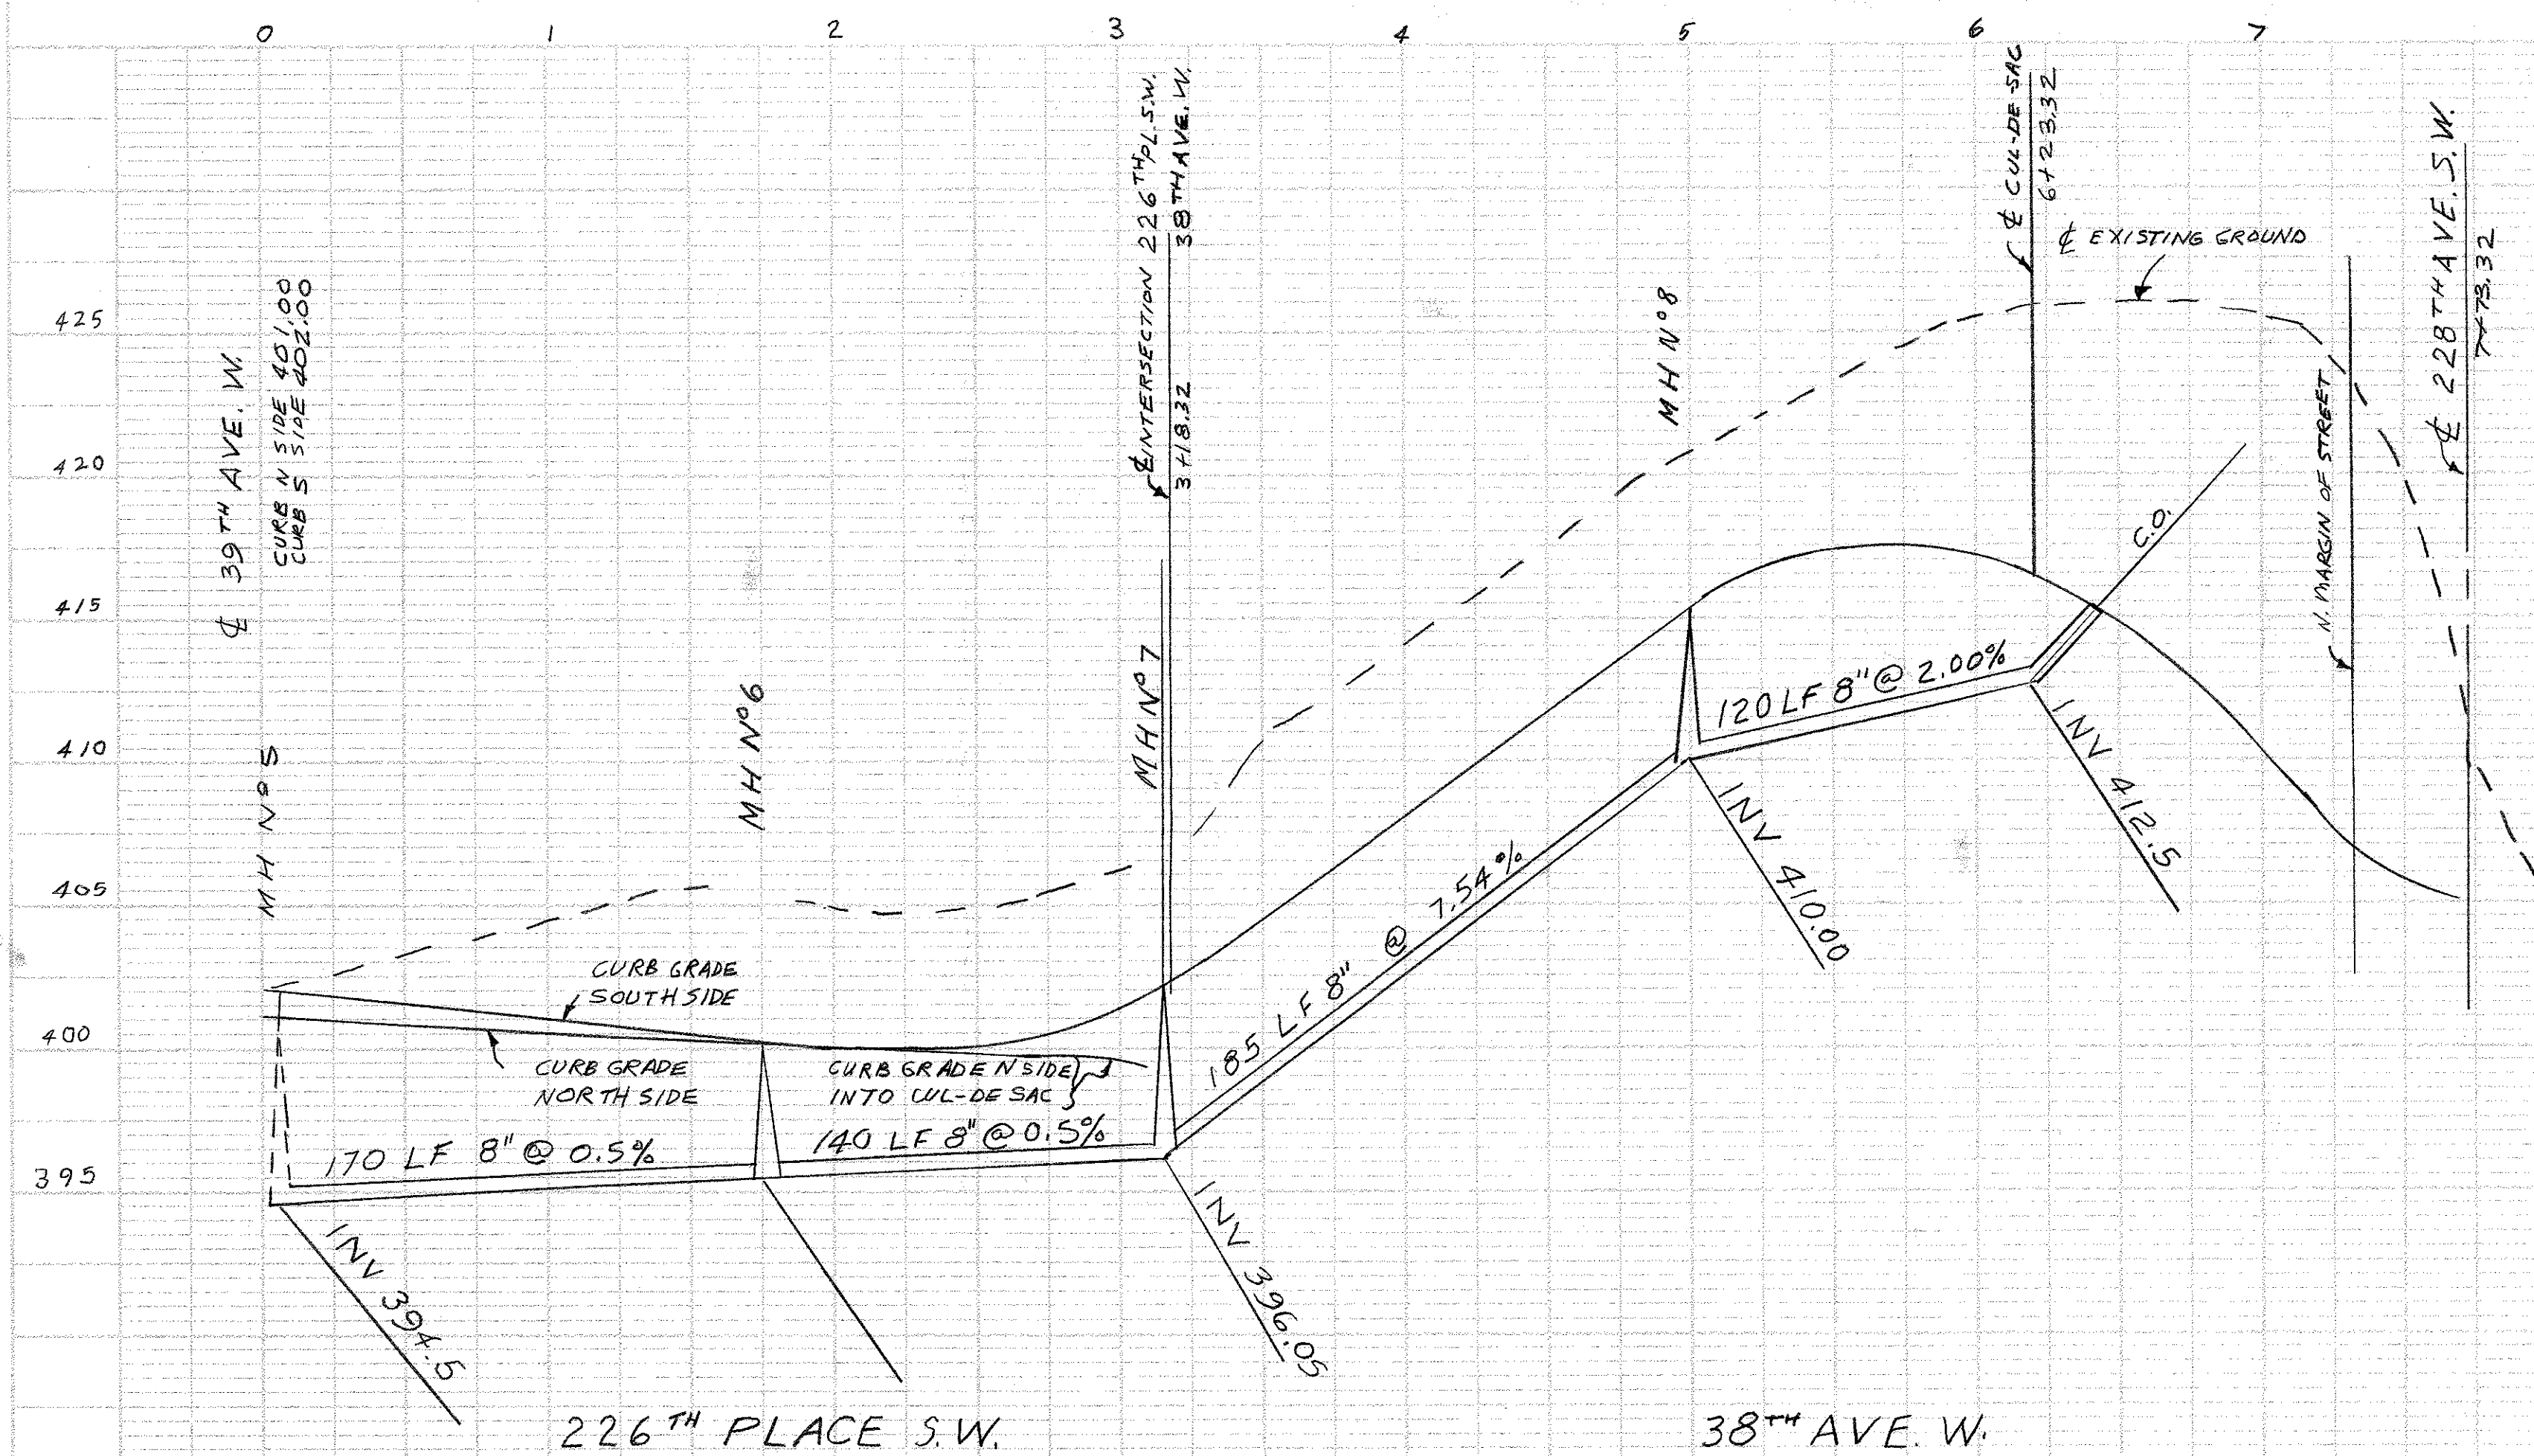 0 1 2 3 4 5 6 7
425
420
415
410
405
400
395
℄ 39TH AVE. W.
CURB N SIDE 401.00
CURB S SIDE 402.00
MH Nº 5
MH Nº 6
MH Nº 7
℄ INTERSECTION 226TH PL. S.W.
38TH AVE. W.
3+18.32
MH Nº 8
℄ CUL-DE-SAC
6+23.32
℄ EXISTING GROUND
N. MARGIN OF STREET
℄ 228TH AVE. S.W.
7+73.32
C.O.
120 LF 8" @ 2.00%
INV 412.5
INV 410.00
185 LF 8" @ 7.54%
CURB GRADE
SOUTH SIDE
CURB GRADE
NORTH SIDE
CURB GRADE N SIDE
INTO CUL-DE SAC
170 LF 8" @ 0.5%
140 LF 8" @ 0.5%
INV 394.5
INV 396.05
226TH PLACE S.W.
38TH AVE. W.